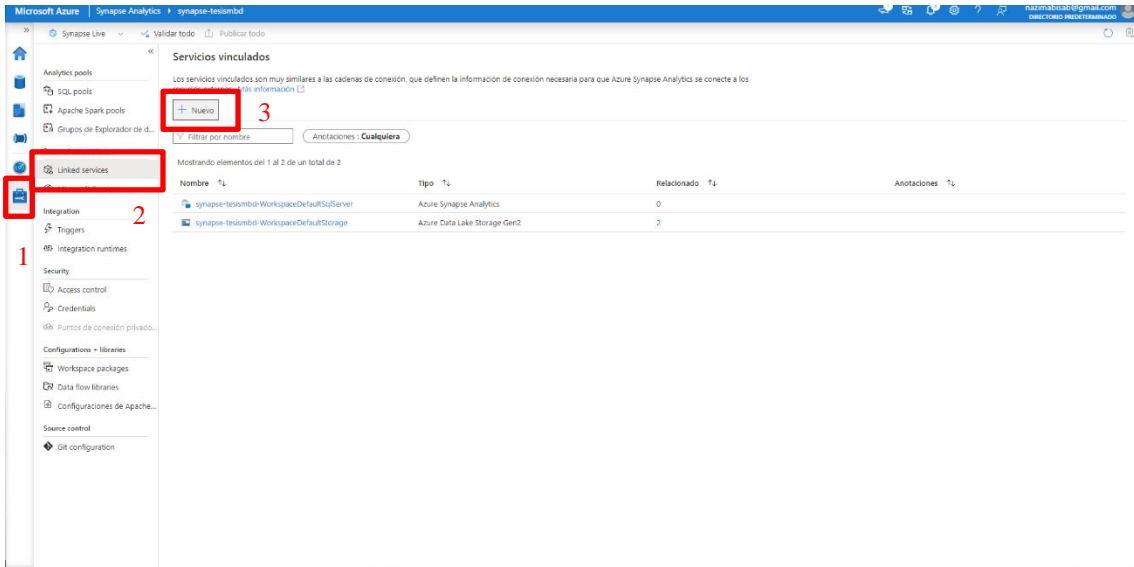 Microsoft Azure | Synapse Analytics ▸ synapse-tesismbd
nazimabisab@gmail.com
DIRECTORIO PREDETERMINADO
Synapse Live
Validar todo
Publicar todo
Servicios vinculados
Analytics pools
Los servicios vinculados son muy similares a las cadenas de conexión, que definen la información de conexión necesaria para que Azure Synapse Analytics se conecte a los
Más información
SQL pools
Apache Spark pools
+ Nuevo
3
Grupos de Explorador de d...
Filtrar por nombre
Anotaciones : Cualquiera
Mostrando elementos del 1 al 2 de un total de 2
Linked services
Nombre
Tipo
Relacionado
Anotaciones
synapse-tesismbd-WorkspaceDefaultSqlServer
Azure Synapse Analytics
0
Integration
2
synapse-tesismbd-WorkspaceDefaultStorage
Azure Data Lake Storage Gen2
2
Triggers
Integration runtimes
1
Security
Access control
Credentials
Puntos de conexión privado...
Configurations + libraries
Workspace packages
Data flow libraries
Configuraciones de Apache...
Source control
Git configuration